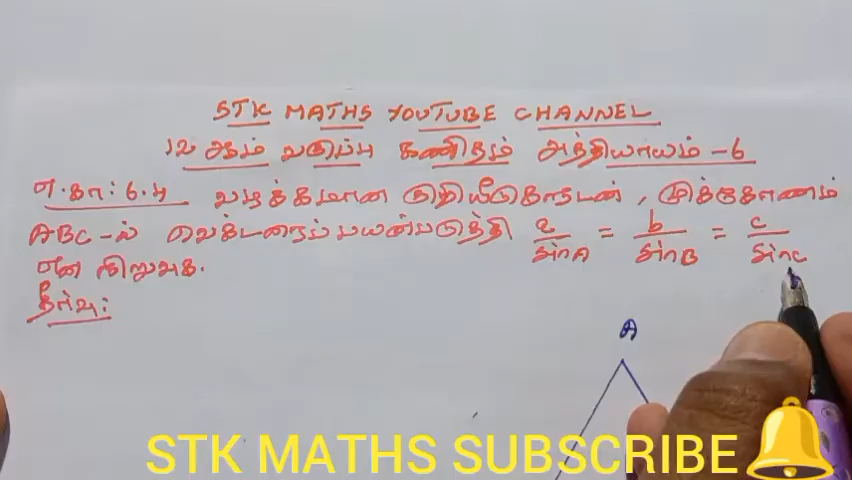 STK MATHS YOUTUBE CHANNEL
12 ஆம் வகுப்பு கணிதம் அத்தியாயம் - 6
எ.கா: 6.4 வழக்கமான குறியீடுகளுடன், முக்கோணம்
ABC-ல் வெக்டரைப் பயன்படுத்தி a/sinA = b/sinB = c/sinC
என நிறுவுக.
தீர்வு:
A
STK MATHS SUBSCRIBE